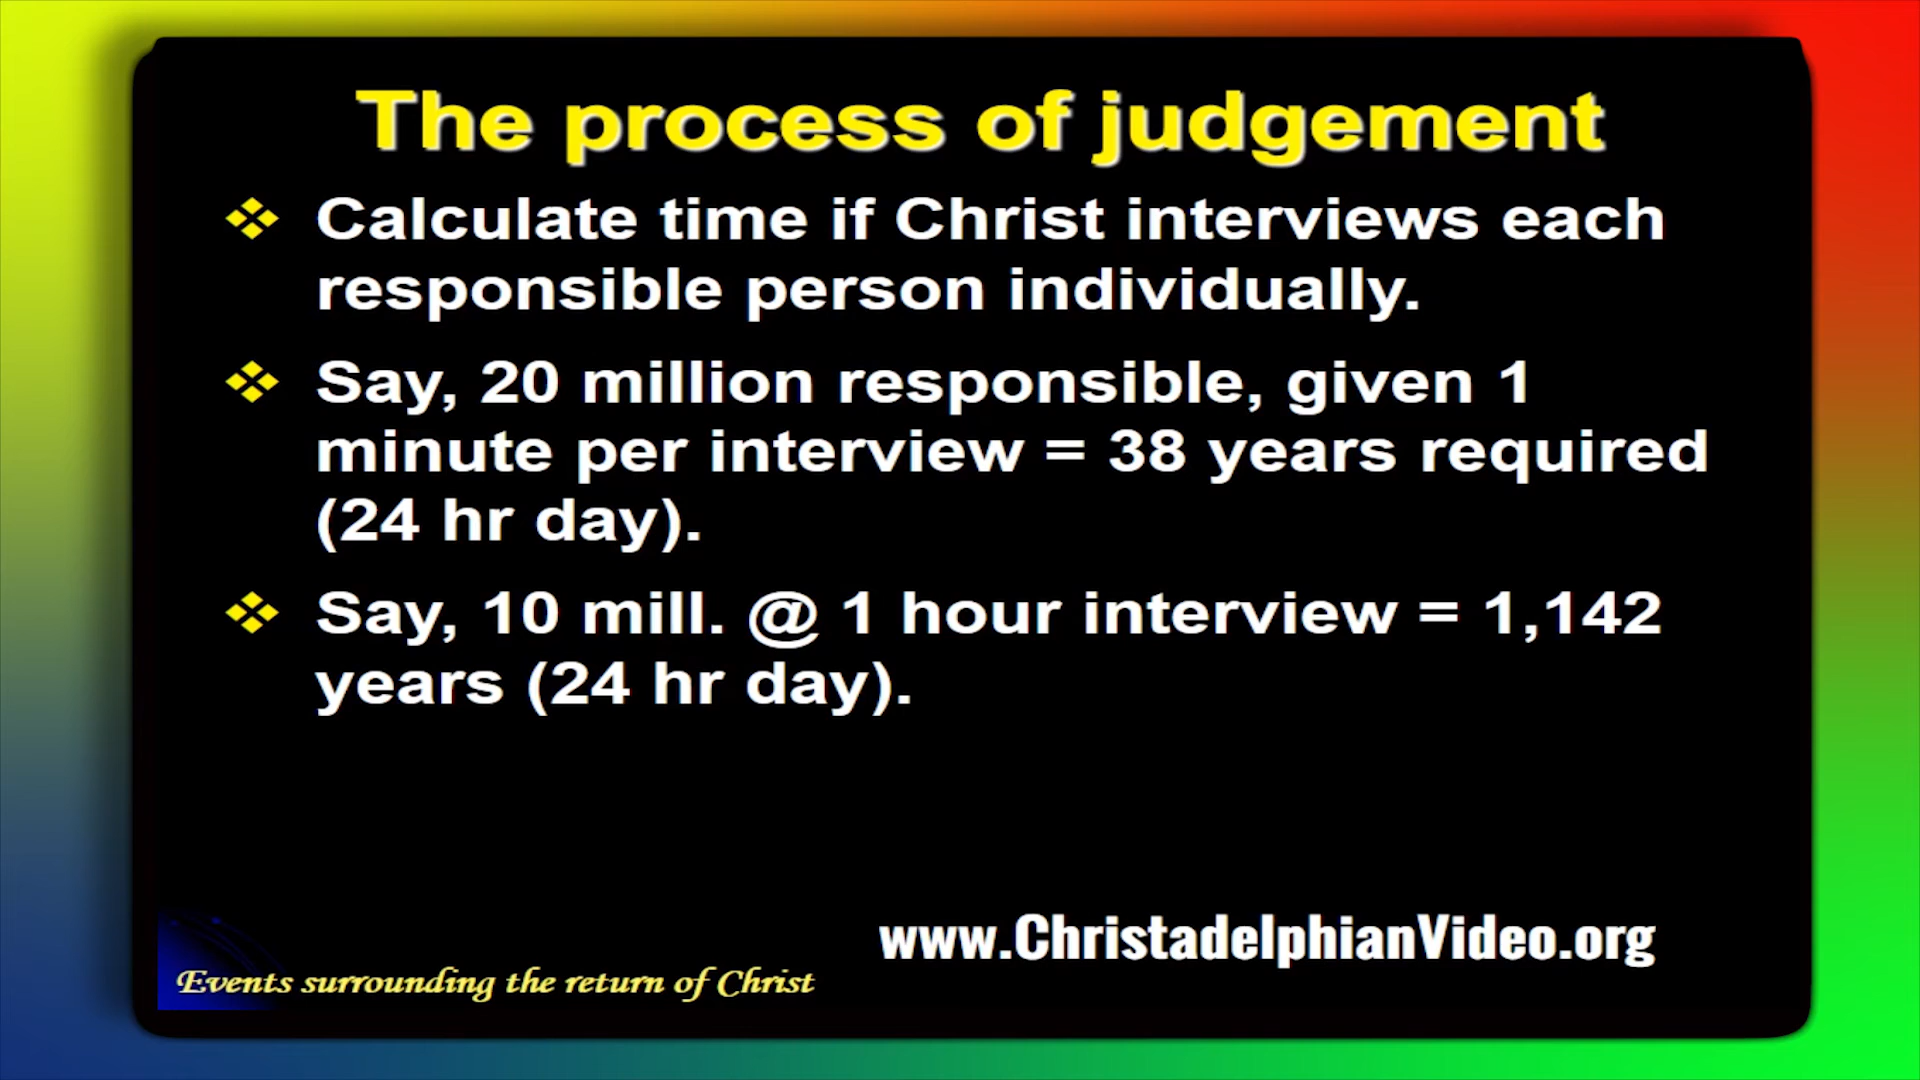 The process of judgement
Calculate time if Christ interviews each
responsible person individually.
Say, 20 million responsible, given 1
minute per interview = 38 years required
(24 hr day).
Say, 10 mill. @ 1 hour interview = 1,142
years (24 hr day).
www.ChristadelphianVideo.org
Events surrounding the return of Christ